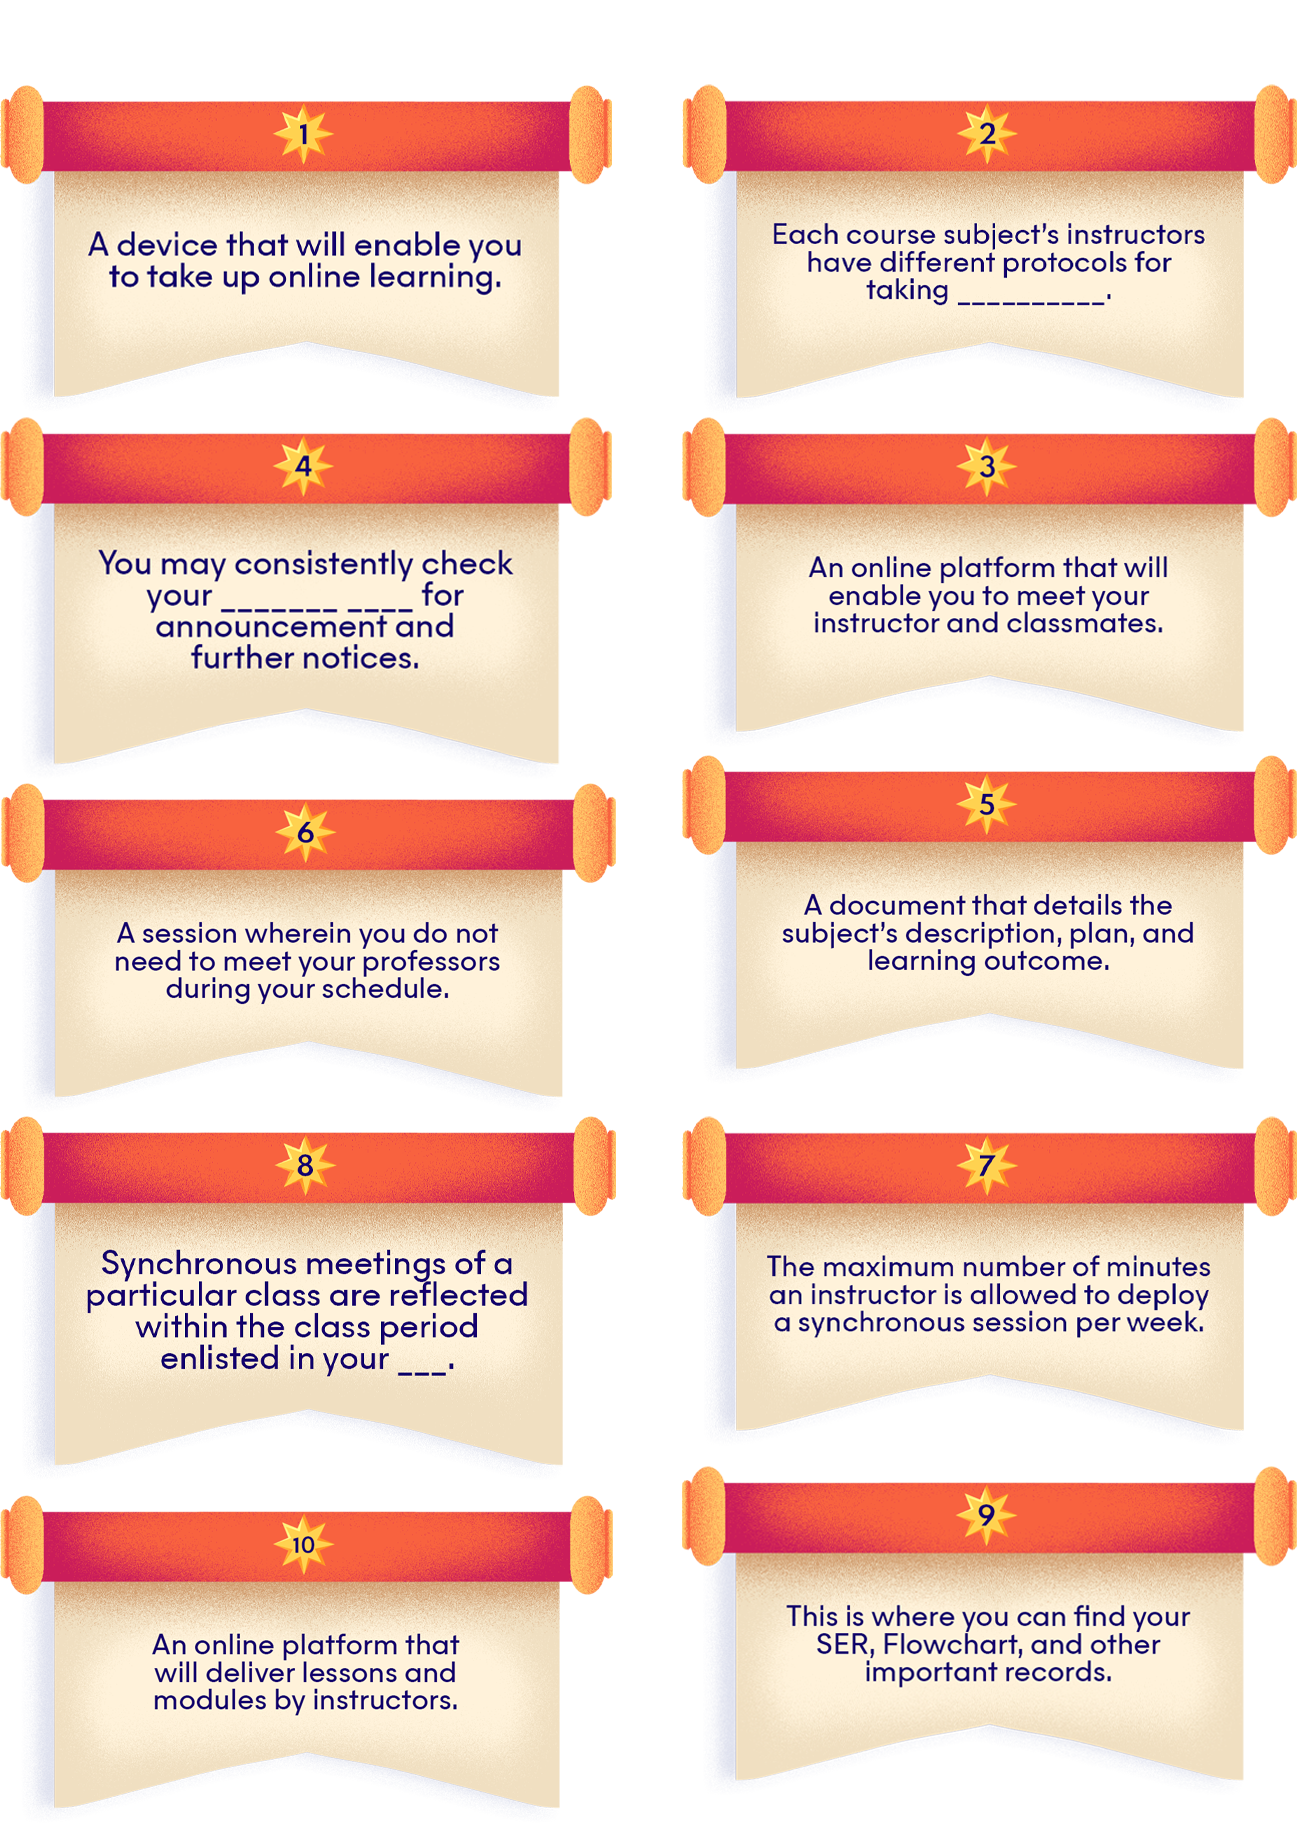 1
A device that will enable you
to take up online learning.
2
Each course subject's instructors
have different protocols for
taking __________.
4
You may consistently check
your _______ ____ for
announcement and
further notices.
3
An online platform that will
enable you to meet your
instructor and classmates.
6
A session wherein you do not
need to meet your professors
during your schedule.
5
A document that details the
subject's description, plan, and
learning outcome.
8
Synchronous meetings of a
particular class are reflected
within the class period
enlisted in your ___.
7
The maximum number of minutes
an instructor is allowed to deploy
a synchronous session per week.
10
An online platform that
will deliver lessons and
modules by instructors.
9
This is where you can find your
SER, Flowchart, and other
important records.